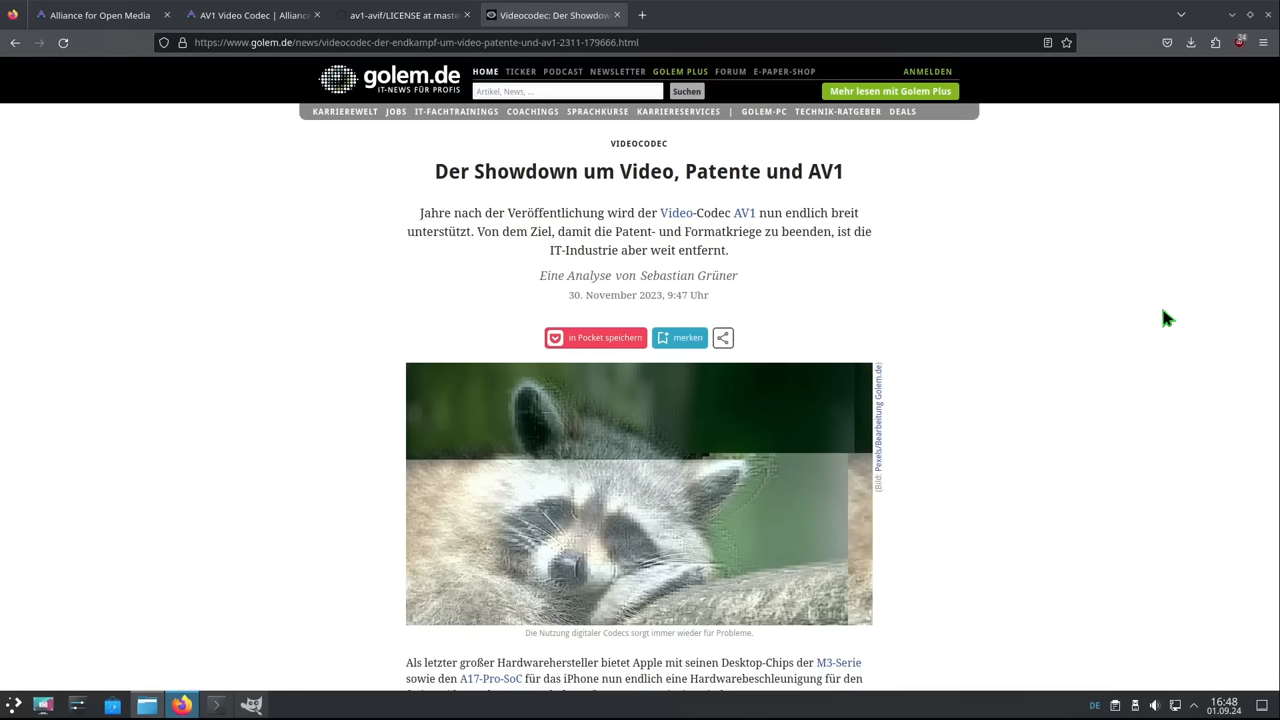 Alliance for Open Media
AV1 Video Codec | Alliance
av1-avif/LICENSE at maste
Videocodec: Der Showdow
https://www.golem.de/news/videocodec-der-endkampf-um-video-patente-und-av1-2311-179666.html
24
golem.de
IT-NEWS FÜR PROFIS
HOME TICKER PODCAST NEWSLETTER GOLEM PLUS FORUM E-PAPER-SHOP ANMELDEN
Artikel, News, ... Suchen Mehr lesen mit Golem Plus
KARRIEREWELT JOBS IT-FACHTRAININGS COACHINGS SPRACHKURSE KARRIERESERVICES | GOLEM-PC TECHNIK-RATGEBER DEALS
VIDEOCODEC
Der Showdown um Video, Patente und AV1
Jahre nach der Veröffentlichung wird der Video-Codec AV1 nun endlich breit
unterstützt. Von dem Ziel, damit die Patent- und Formatkriege zu beenden, ist die
IT-Industrie aber weit entfernt.
Eine Analyse von Sebastian Grüner
30. November 2023, 9:47 Uhr
in Pocket speichern merken
(Bild: Pexels/Bearbeitung Golem.de)
Die Nutzung digitaler Codecs sorgt immer wieder für Probleme.
Als letzter großer Hardwarehersteller bietet Apple mit seinen Desktop-Chips der M3-Serie
sowie den A17-Pro-SoC für das iPhone nun endlich eine Hardwarebeschleunigung für den
DE
16:48
01.09.24